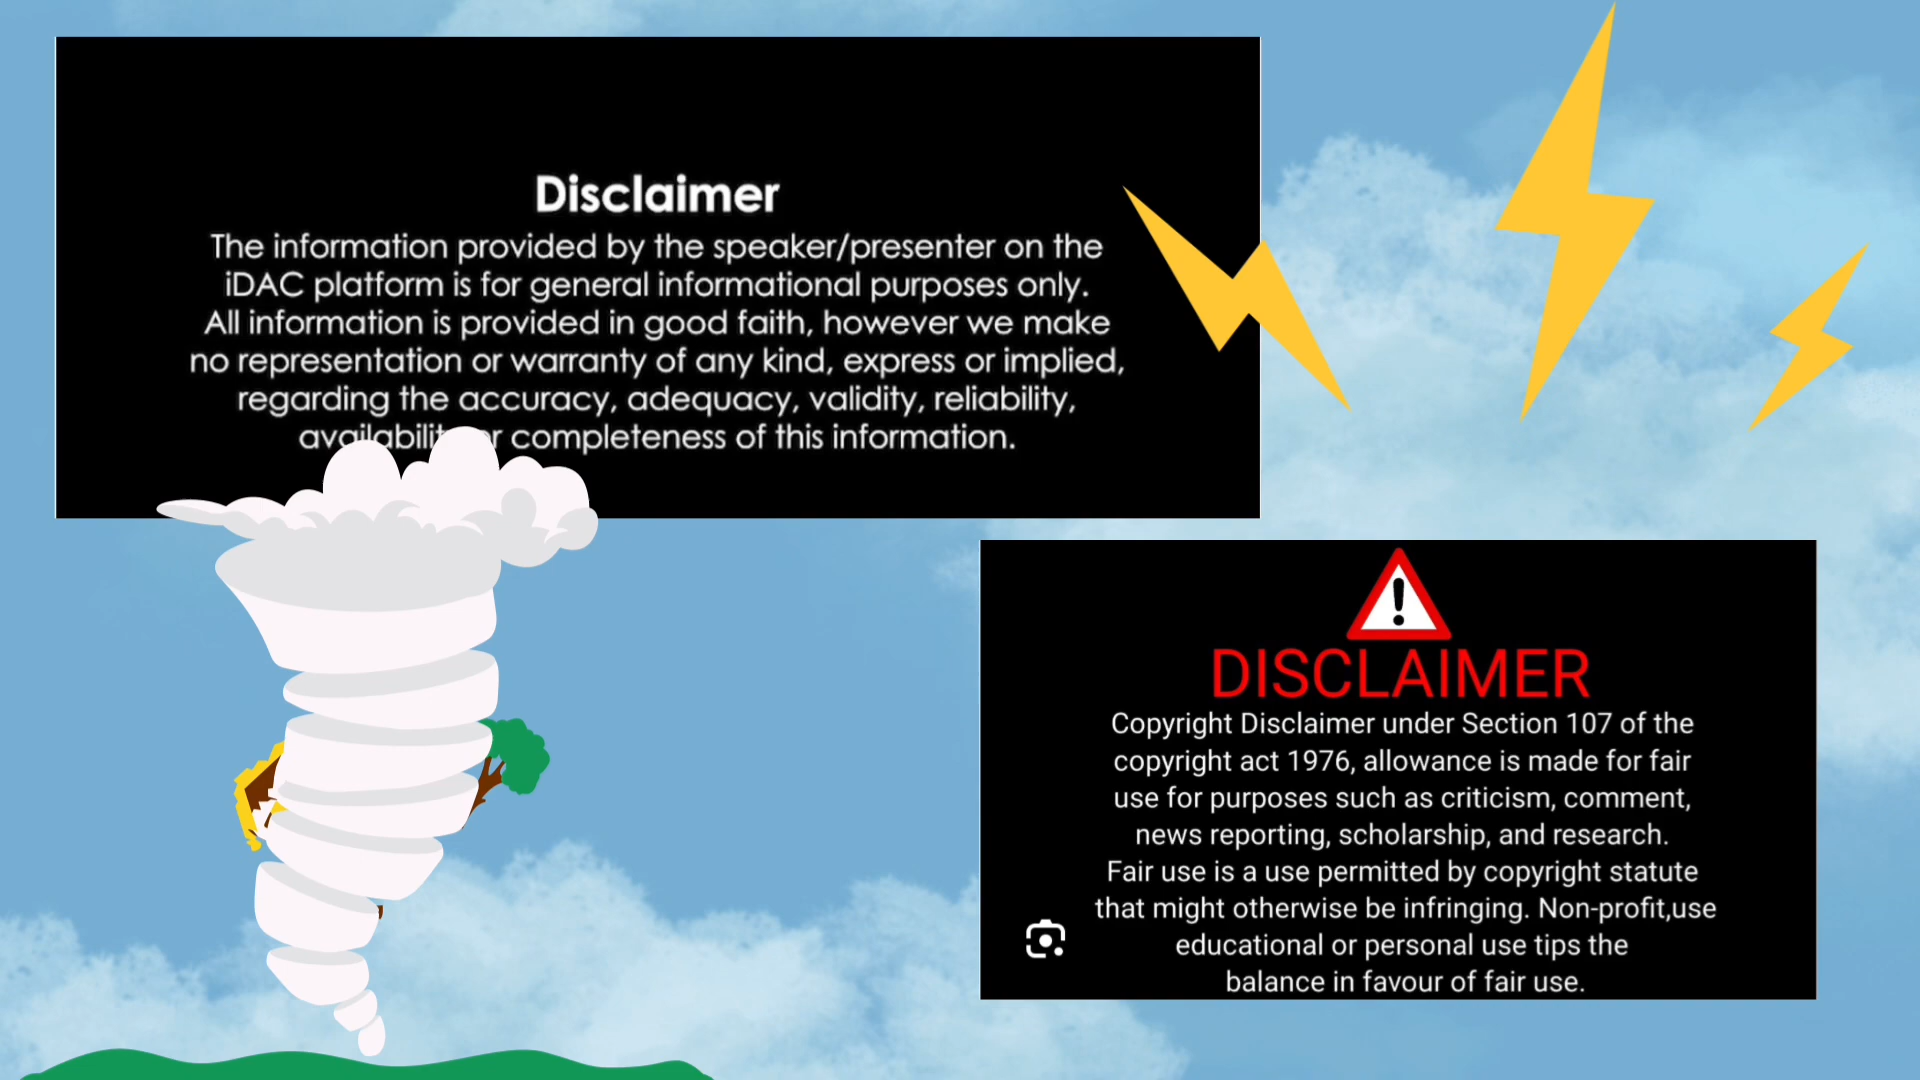 Disclaimer
The information provided by the speaker/presenter on the
iDAC platform is for general informational purposes only.
All information is provided in good faith, however we make
no representation or warranty of any kind, express or implied,
regarding the accuracy, adequacy, validity, reliability,
completeness of this information.
DISCLAIMER
Copyright Disclaimer under Section 107 of the
copyright act 1976, allowance is made for fair
use for purposes such as criticism, comment,
news reporting, scholarship, and research.
Fair use is a use permitted by copyright statute
that might otherwise be infringing. Non-profit,use
educational or personal use tips the
balance in favour of fair use.